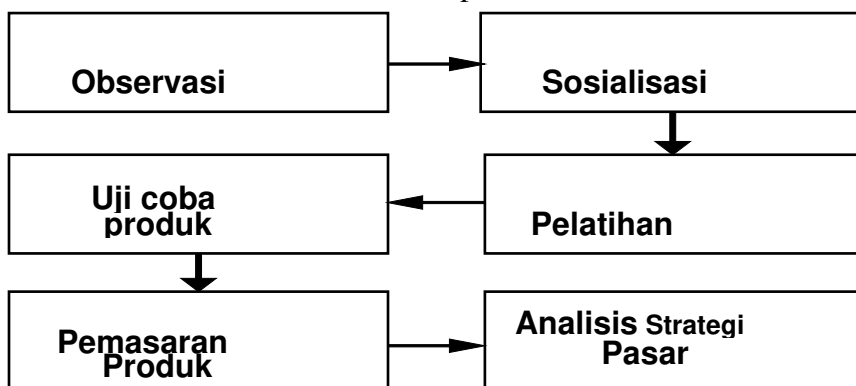 Observasi
Sosialisasi
Uji coba
produk
Pelatihan
Pemasaran
Produk
Analisis Strategi
Pasar